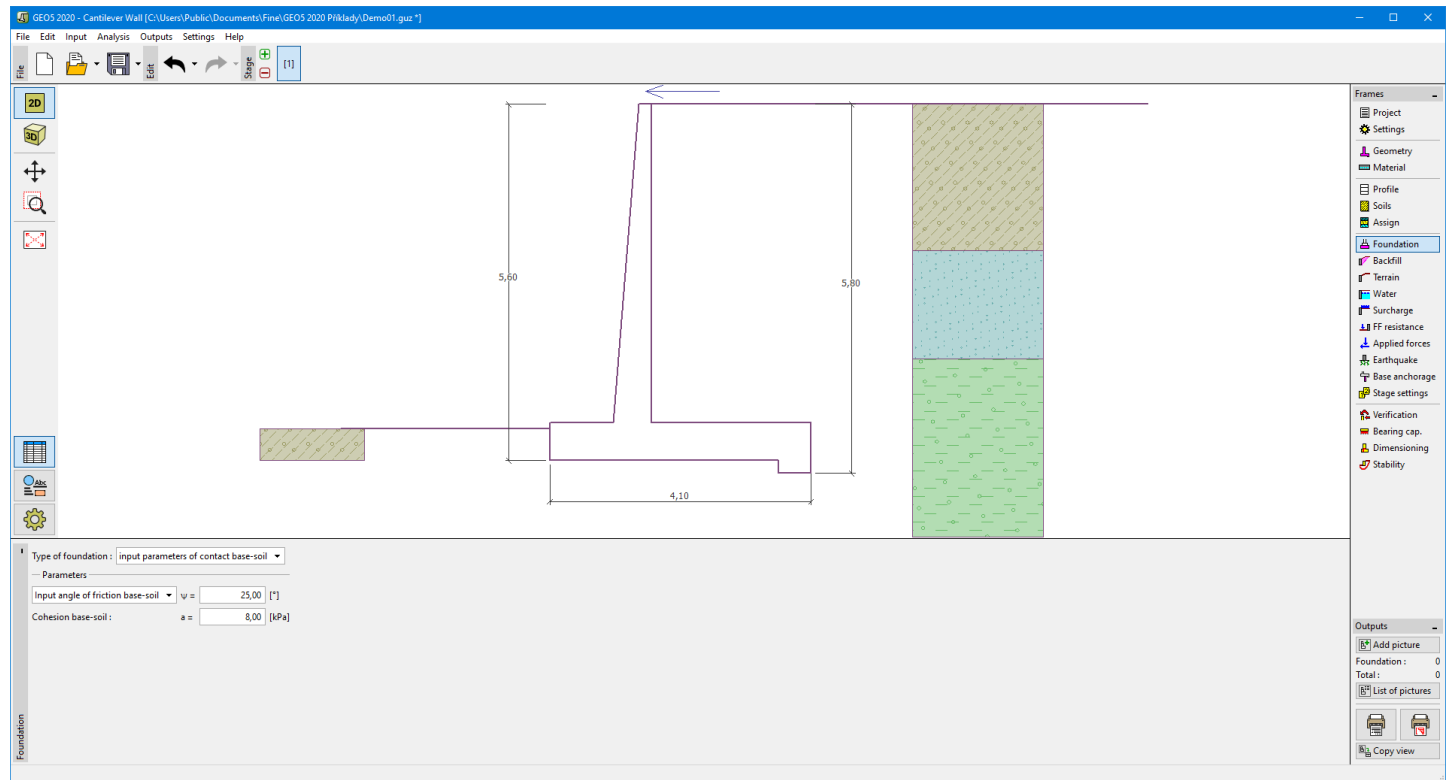 GEO5 2020 - Cantilever Wall [C:\Users\Public\Documents\Fine\GEO5 2020 Příklady\Demo01.guz *]
File Edit Input Analysis Outputs Settings Help
File
Edit
Stage
[1]
2D
3D
Abc
5,60
5,80
4,10
Frames
Project
Settings
Geometry
Material
Profile
Soils
Assign
Foundation
Backfill
Terrain
Water
Surcharge
FF resistance
Applied forces
Earthquake
Base anchorage
Stage settings
Verification
Bearing cap.
Dimensioning
Stability
Outputs
Add picture
Foundation : 0
Total : 0
List of pictures
Copy view
Foundation
Type of foundation : input parameters of contact base-soil
Parameters
Input angle of friction base-soil ψ = 25,00 [°]
Cohesion base-soil : a = 8,00 [kPa]